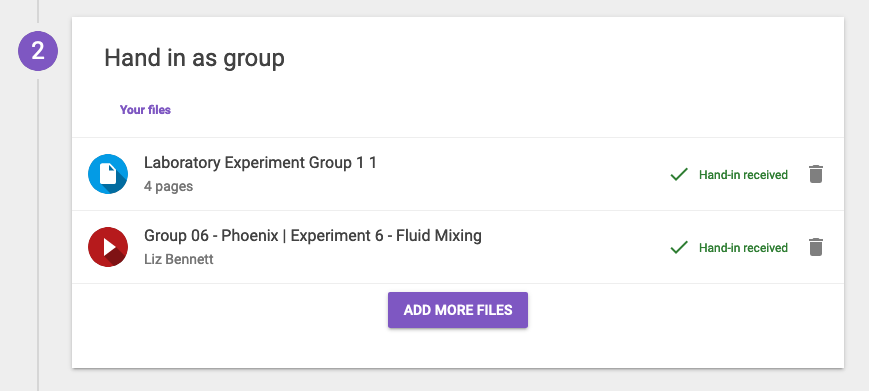 2
Hand in as group
Your files
Laboratory Experiment Group 1 1
4 pages
Hand-in received
Group 06 - Phoenix | Experiment 6 - Fluid Mixing
Liz Bennett
Hand-in received
ADD MORE FILES